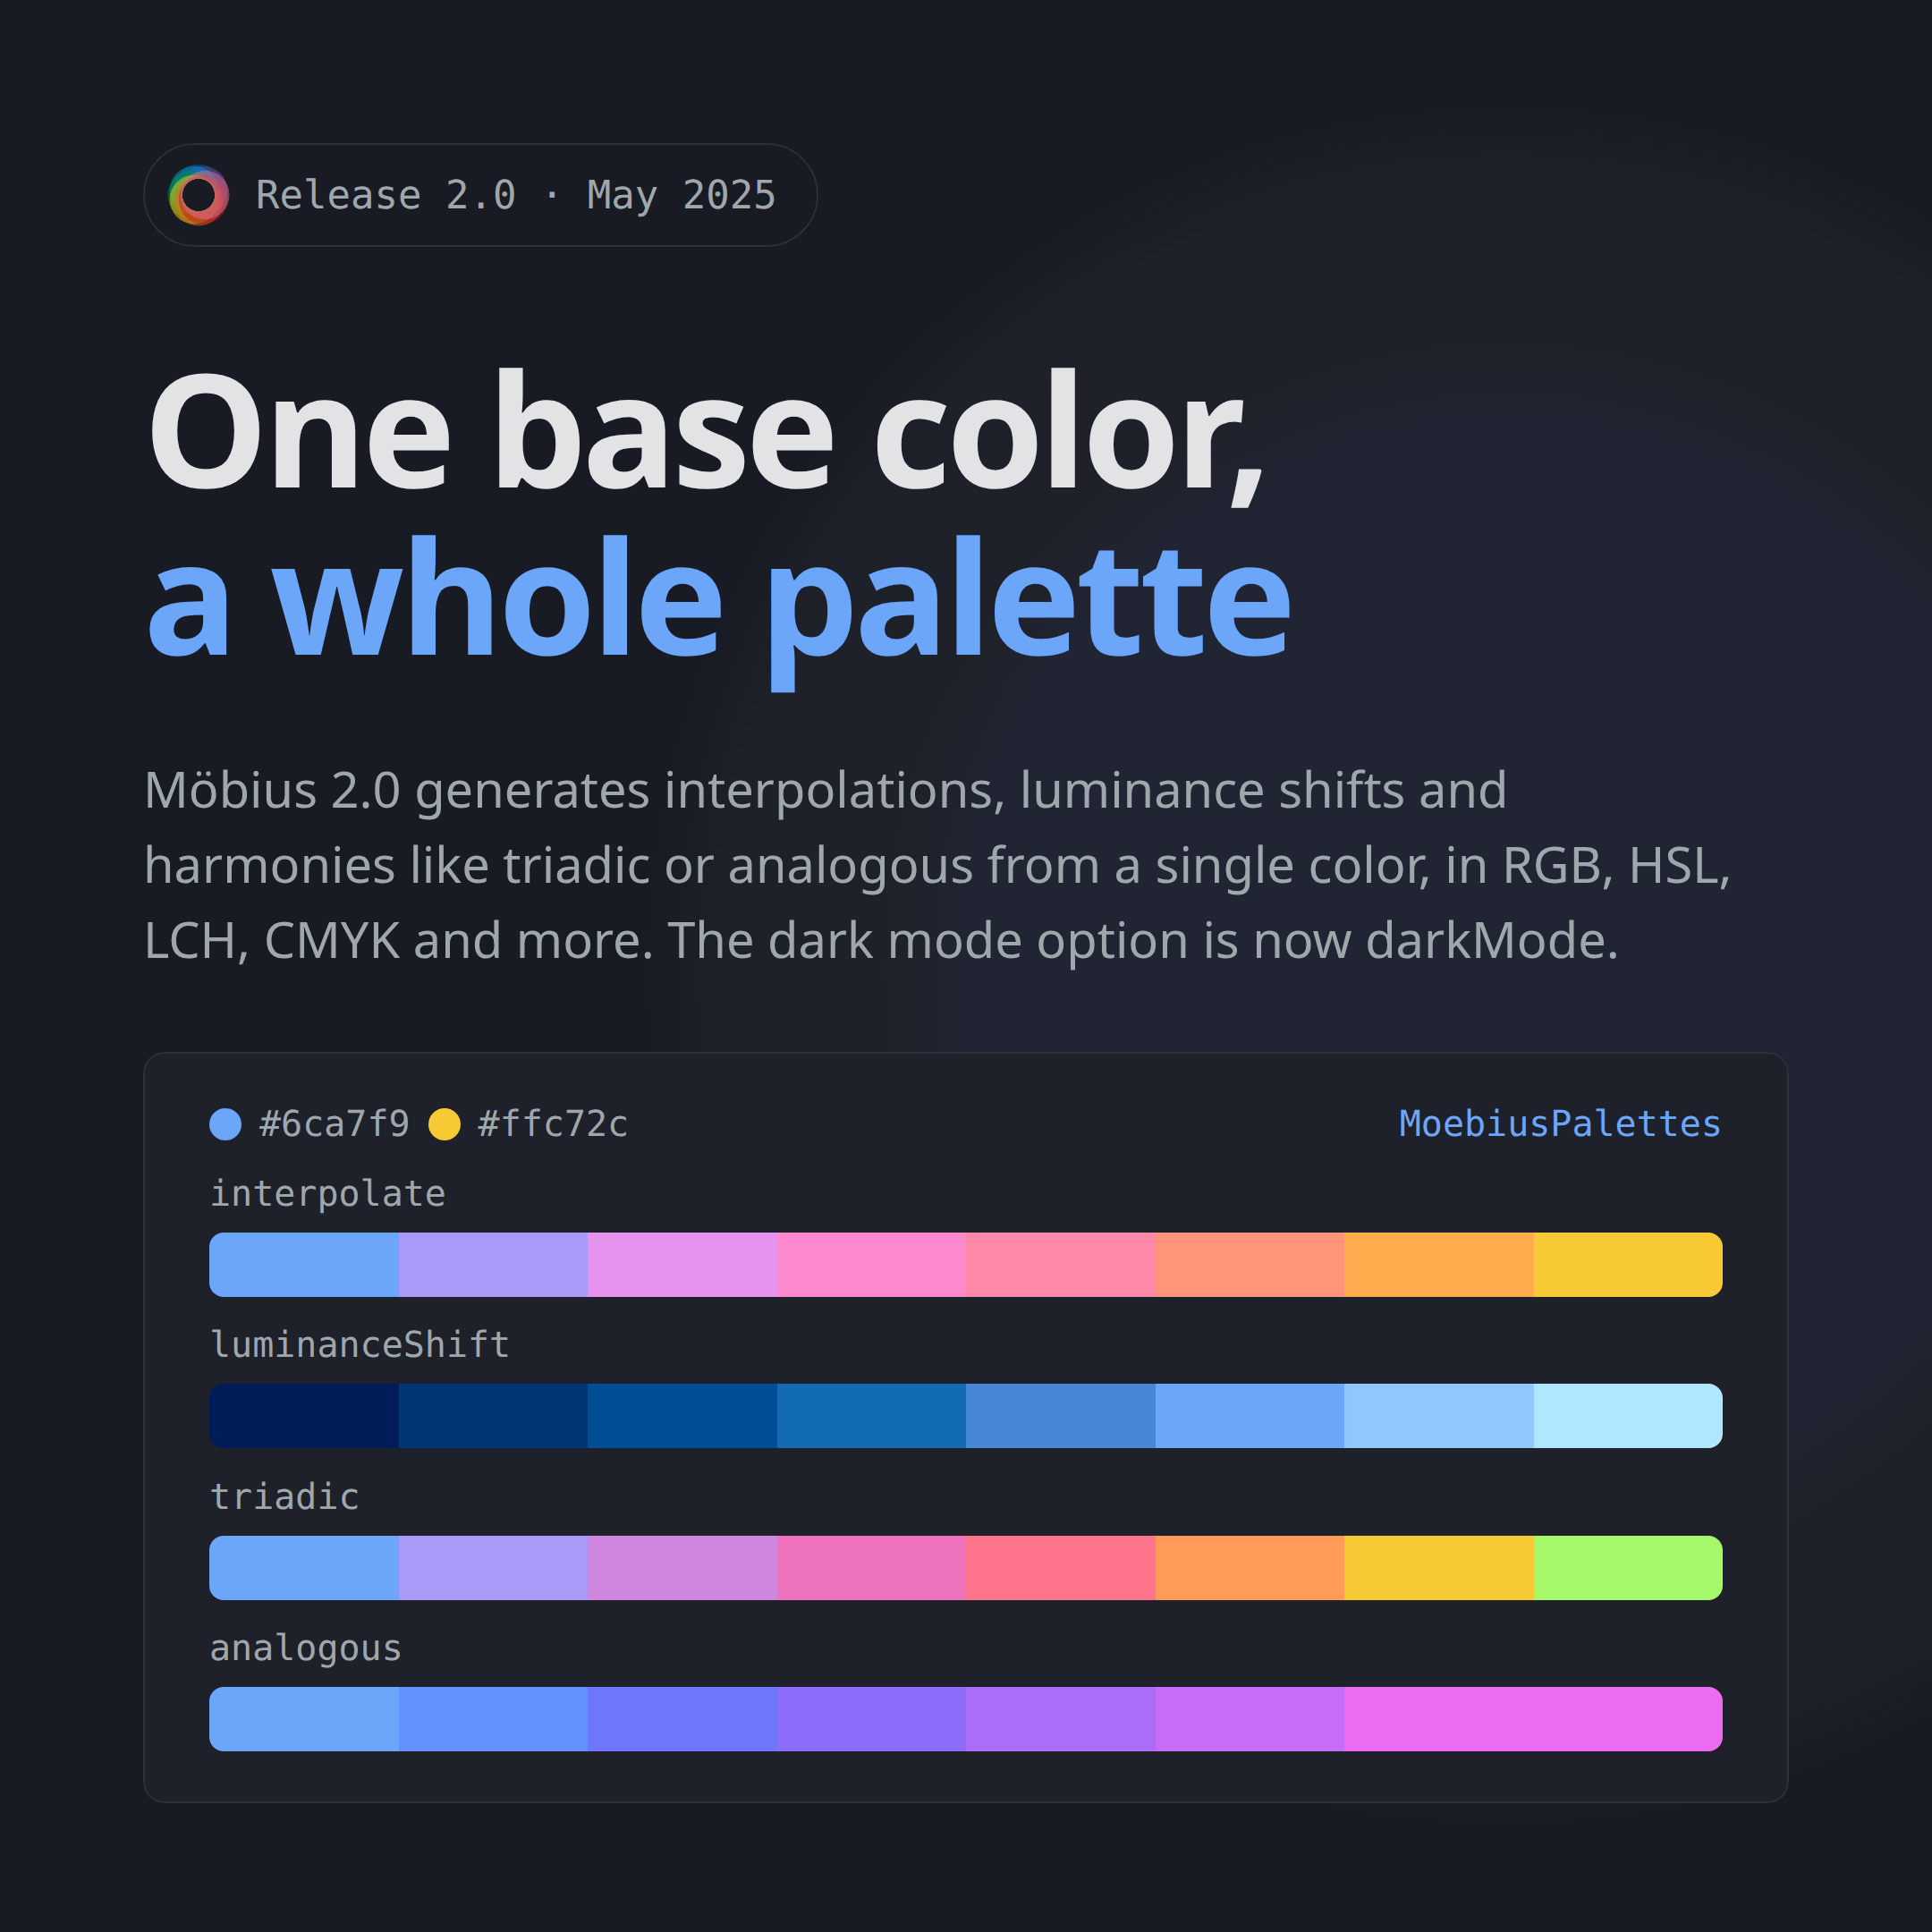 Release 2.0 · May 2025
One base color,
a whole palette
Möbius 2.0 generates interpolations, luminance shifts and
harmonies like triadic or analogous from a single color, in RGB, HSL,
LCH, CMYK and more. The dark mode option is now darkMode.
#6ca7f9 #ffc72c MoebiusPalettes
interpolate
luminanceShift
triadic
analogous